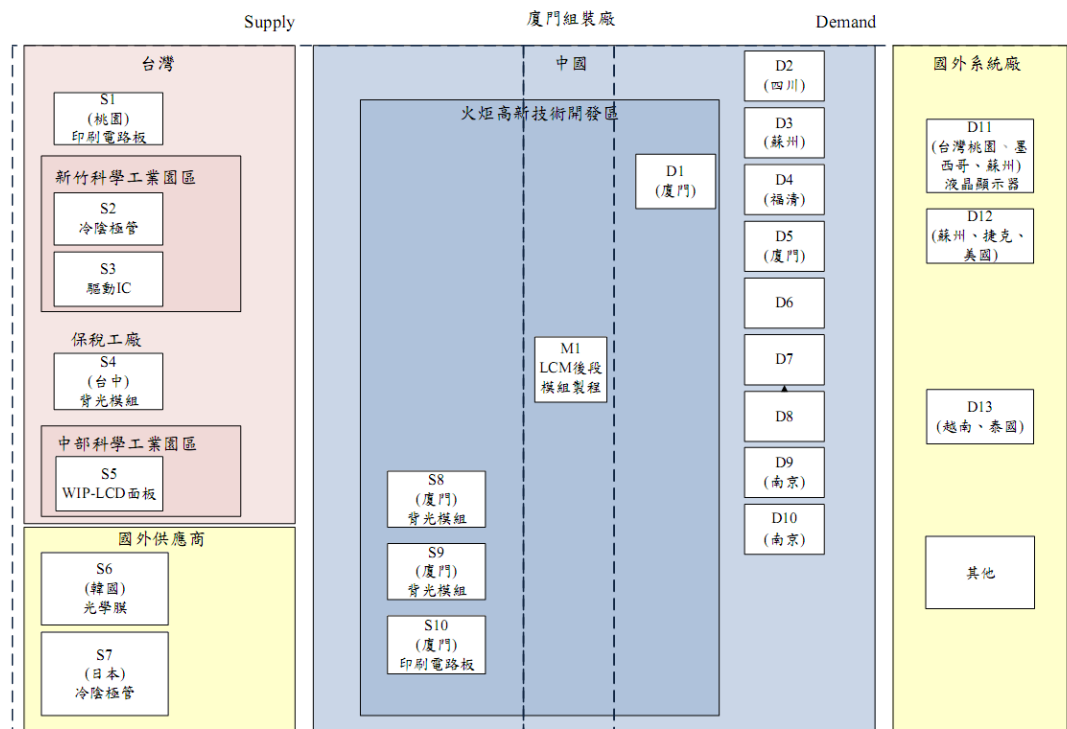 Supply
廈門組裝廠
Demand
台灣
S1
(桃園)
印刷電路板
新竹科學工業園區
S2
冷陰極管
S3
驅動IC
保稅工廠
S4
(台中)
背光模組
中部科學工業園區
S5
WIP-LCD面板
國外供應商
S6
(韓國)
光學膜
S7
(日本)
冷陰極管
中國
火炬高新技術開發區
D1
(廈門)
M1
LCM後段
模組製程
S8
(廈門)
背光模組
S9
(廈門)
背光模組
S10
(廈門)
印刷電路板
D2
(四川)
D3
(蘇州)
D4
(福清)
D5
(廈門)
D6
D7
D8
D9
(南京)
D10
(南京)
國外系統廠
D11
(台灣桃園、墨
西哥、蘇州)
液晶顯示器
D12
(蘇州、捷克、
美國)
D13
(越南、泰國)
其他